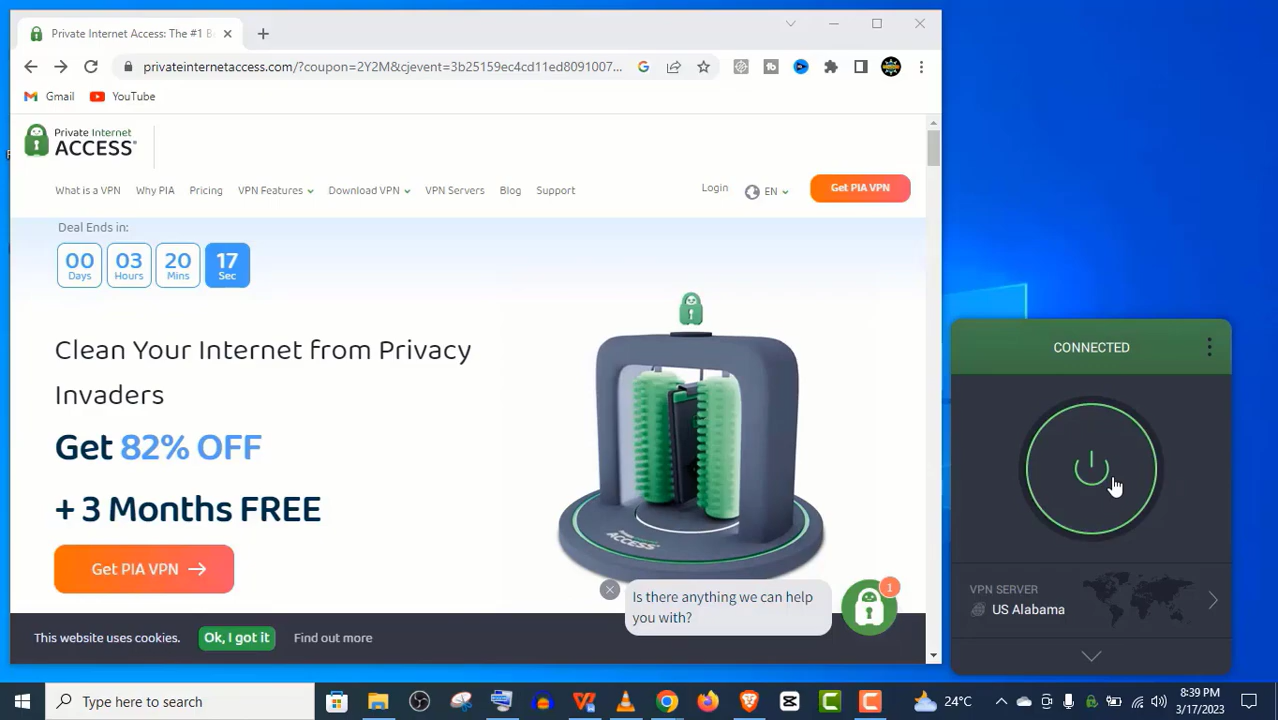 Private Internet Access: The #1 B
privateinternetaccess.com/?coupon=2Y2M&cjevent=3b25159ec4cd11ed8091007...
Gmail YouTube
Private Internet
ACCESS®
What is a VPN Why PIA Pricing VPN Features Download VPN VPN Servers Blog Support Login EN Get PIA VPN
Deal Ends in:
00 03 20 17
Days Hours Mins Sec
Clean Your Internet from Privacy
Invaders
Get 82% OFF
+ 3 Months FREE
Get PIA VPN →
Private Internet
ACCESS
Is there anything we can help
you with?
1
This website uses cookies. Ok, I got it Find out more
CONNECTED
VPN SERVER
US Alabama
Type here to search
24°C
8:39 PM
3/17/2023